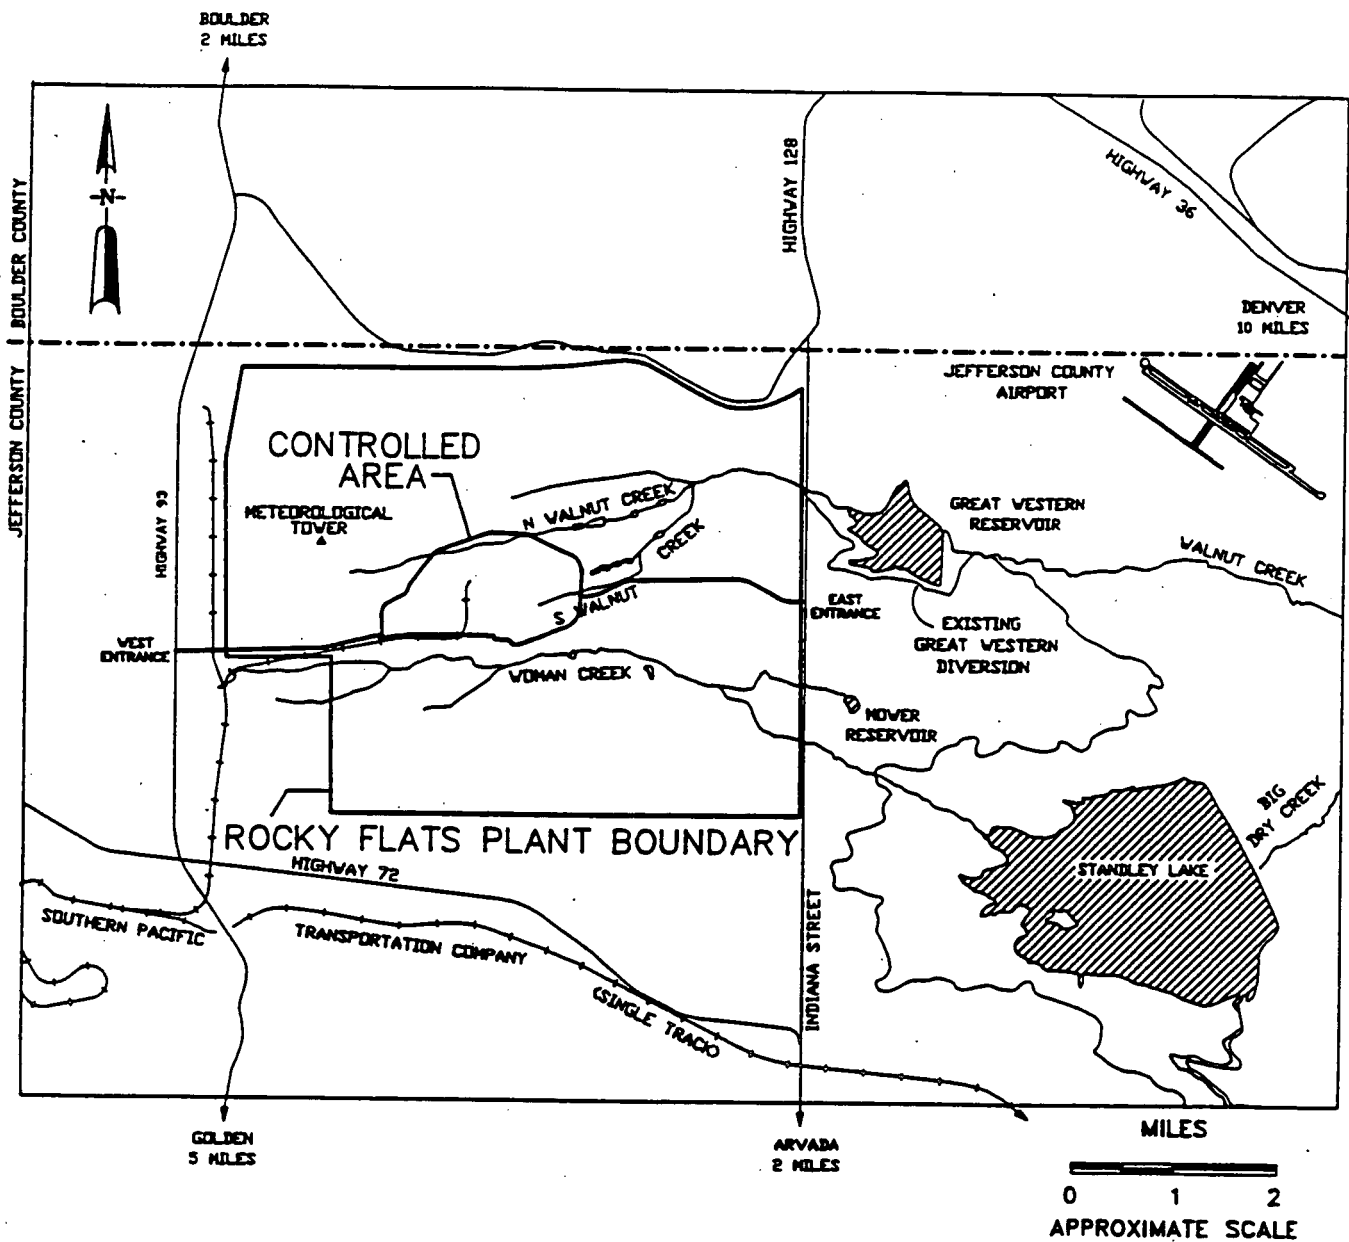 BOULDER
2 MILES
HIGHWAY 128
HIGHWAY 36
N
BOULDER COUNTY
JEFFERSON COUNTY
DENVER
10 MILES
JEFFERSON COUNTY
AIRPORT
CONTROLLED
AREA
HIGHWAY 93
METEOROLOGICAL
TOWER
N WALNUT CREEK
CREEK
S WALNUT
GREAT WESTERN
RESERVOIR
WALNUT CREEK
EAST
ENTRANCE
EXISTING
GREAT WESTERN
DIVERSION
WEST
ENTRANCE
WOMAN CREEK
MOWER
RESERVOIR
BIG
DRY CREEK
ROCKY FLATS PLANT BOUNDARY
HIGHWAY 72
STANDLEY LAKE
SOUTHERN PACIFIC
TRANSPORTATION COMPANY
(SINGLE TRACK)
INDIANA STREET
GOLDEN
5 MILES
ARVADA
2 MILES
MILES
0 1 2
APPROXIMATE SCALE